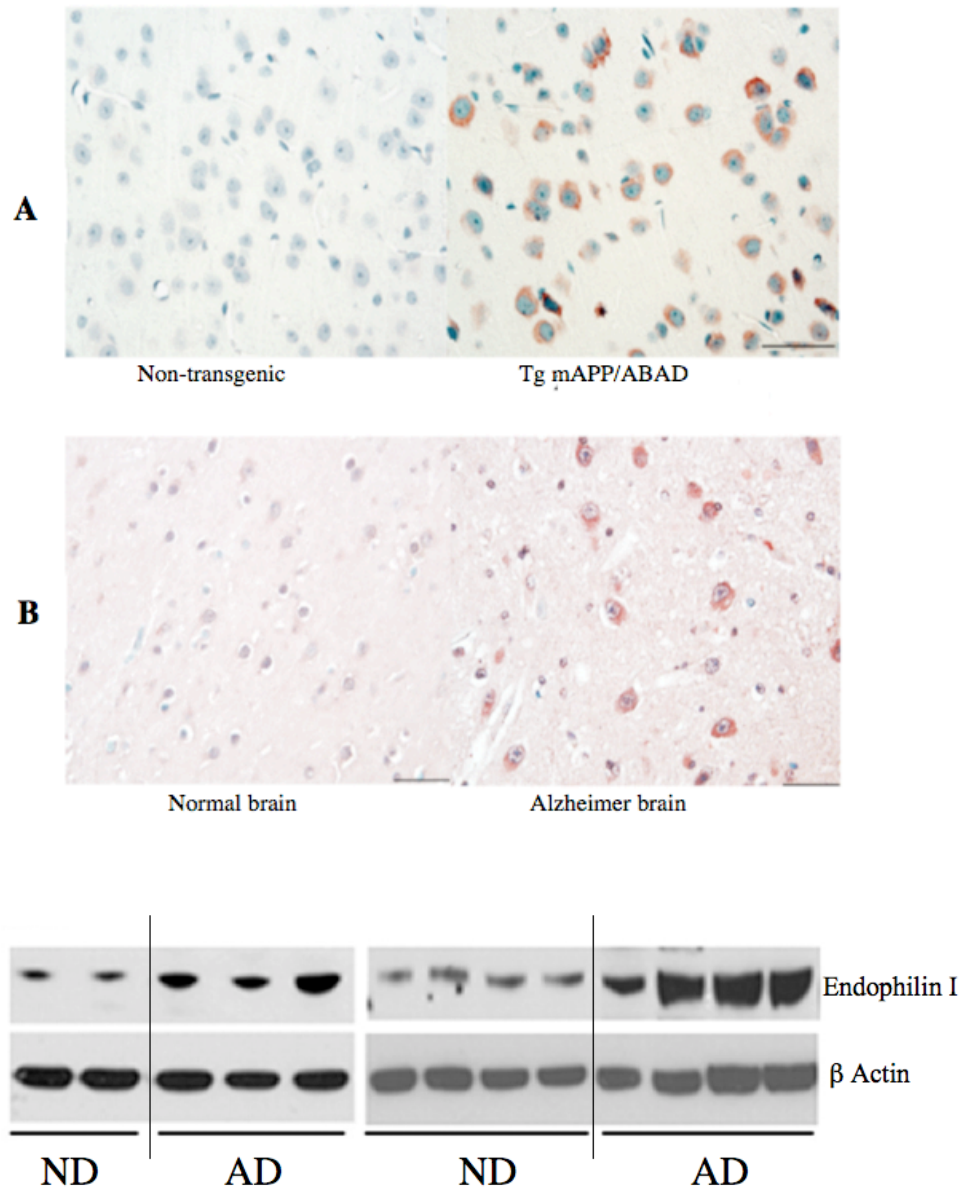 A
Non-transgenic
Tg mAPP/ABAD
B
Normal brain
Alzheimer brain
Endophilin I
β Actin
ND
AD
ND
AD